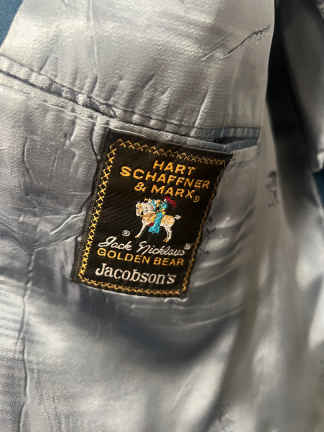 HART
SCHAFFNER
& MARX®
® Jack Nicklaus®
GOLDEN BEAR
Jacobson's